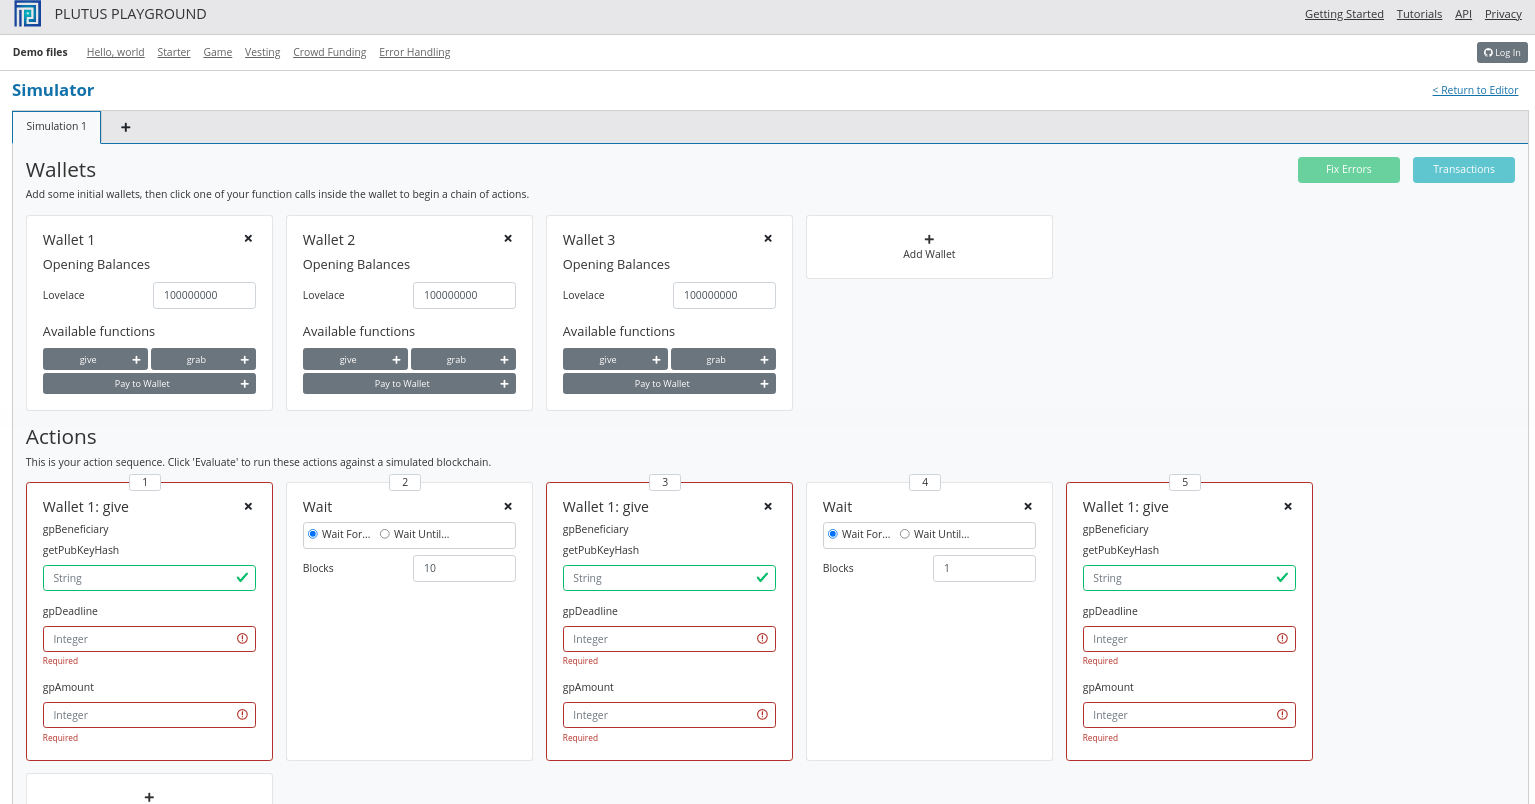 PLUTUS PLAYGROUND
Getting Started Tutorials API Privacy
Demo files Hello, world Starter Game Vesting Crowd Funding Error Handling
Log In
Simulator
< Return to Editor
Simulation 1 +
Wallets
Fix Errors Transactions
Add some initial wallets, then click one of your function calls inside the wallet to begin a chain of actions.
Wallet 1
Opening Balances
Lovelace 100000000
Available functions
give + grab +
Pay to Wallet +
Wallet 2
Opening Balances
Lovelace 100000000
Available functions
give + grab +
Pay to Wallet +
Wallet 3
Opening Balances
Lovelace 100000000
Available functions
give + grab +
Pay to Wallet +
+
Add Wallet
Actions
This is your action sequence. Click 'Evaluate' to run these actions against a simulated blockchain.
1
Wallet 1: give
gpBeneficiary
getPubKeyHash
String
gpDeadline
Integer
Required
gpAmount
Integer
Required
2
Wait
Wait For... Wait Until...
Blocks 10
3
Wallet 1: give
gpBeneficiary
getPubKeyHash
String
gpDeadline
Integer
Required
gpAmount
Integer
Required
4
Wait
Wait For... Wait Until...
Blocks 1
5
Wallet 1: give
gpBeneficiary
getPubKeyHash
String
gpDeadline
Integer
Required
gpAmount
Integer
Required
+